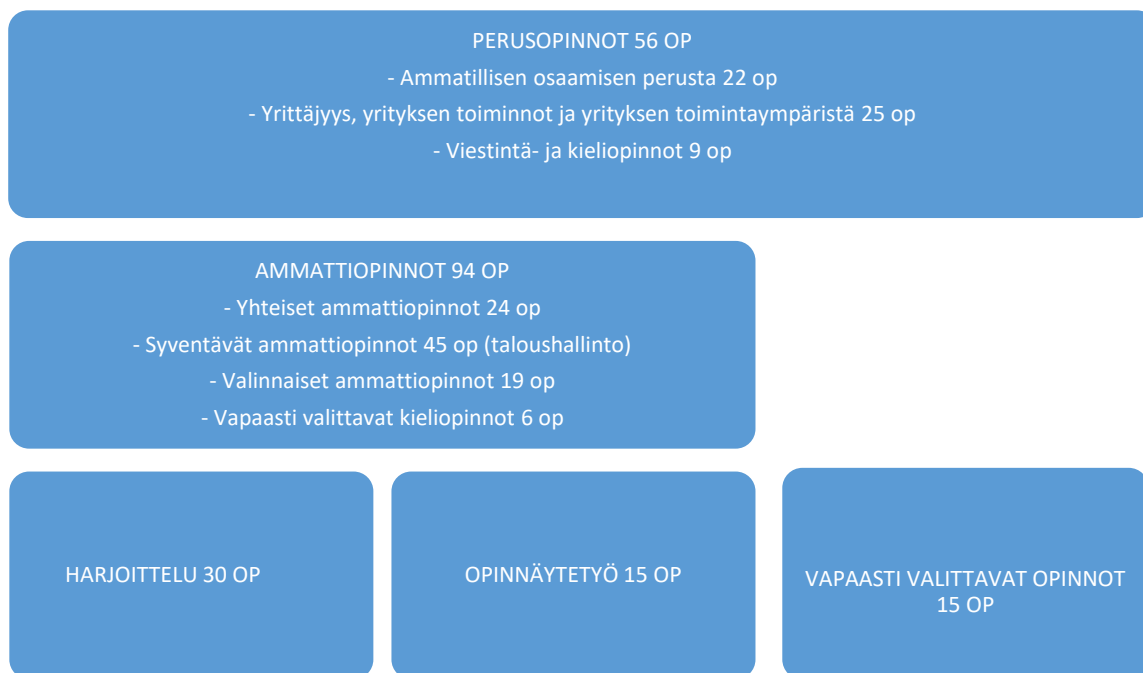 PERUSOPINNOT 56 OP
- Ammatillisen osaamisen perusta 22 op
- Yrittäjyys, yrityksen toiminnot ja yrityksen toimintaympäristö 25 op
- Viestintä- ja kieliopinnot 9 op
AMMATTIOPINNOT 94 OP
- Yhteiset ammattiopinnot 24 op
- Syventävät ammattiopinnot 45 op (taloushallinto)
- Valinnaiset ammattiopinnot 19 op
- Vapaasti valittavat kieliopinnot 6 op
HARJOITTELU 30 OP
OPINNÄYTETYÖ 15 OP
VAPAASTI VALITTAVAT OPINNOT
15 OP